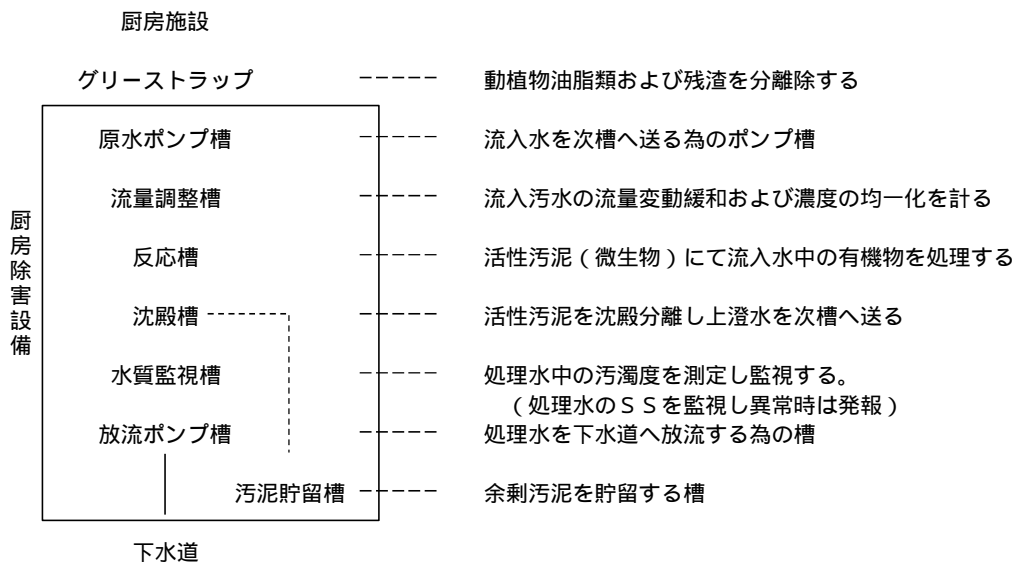 厨房施設
グリーストラップ 動植物油脂類および残渣を分離除する
原水ポンプ槽 流入水を次槽へ送る為のポンプ槽
流量調整槽 流入汚水の流量変動緩和および濃度の均一化を計る
厨房除害設備
反応槽 活性汚泥(微生物)にて流入水中の有機物を処理する
沈殿槽 活性汚泥を沈殿分離し上澄水を次槽へ送る
水質監視槽 処理水中の汚濁度を測定し監視する。
(処理水のSSを監視し異常時は発報)
放流ポンプ槽 処理水を下水道へ放流する為の槽
汚泥貯留槽 余剰汚泥を貯留する槽
下水道